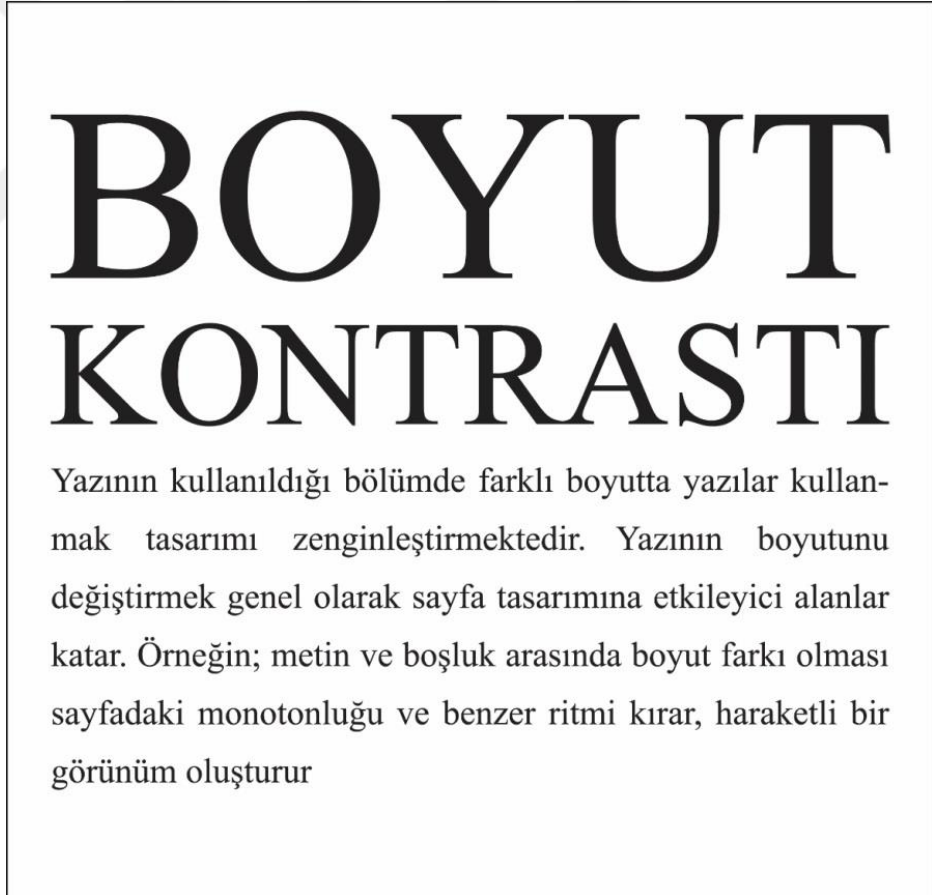 BOYUT
KONTRASTI
Yazının kullanıldığı bölümde farklı boyutta yazılar kullan-
mak tasarımı zenginleştirmektedir. Yazının boyutunu
değiştirmek genel olarak sayfa tasarımına etkileyici alanlar
katar. Örneğin; metin ve boşluk arasında boyut farkı olması
sayfadaki monotonluğu ve benzer ritmi kırar, haraketli bir
görünüm oluşturur